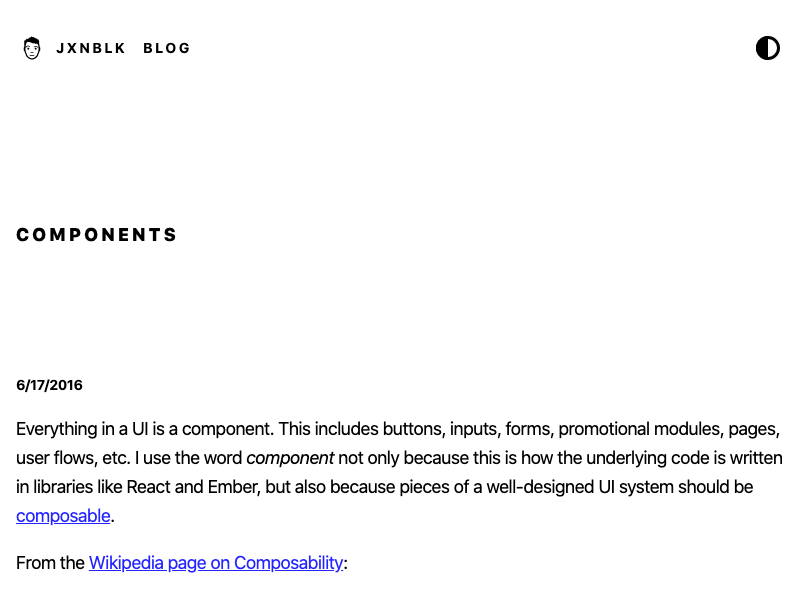 JXNBLK BLOG
COMPONENTS
6/17/2016
Everything in a UI is a component. This includes buttons, inputs, forms, promotional modules, pages,
user flows, etc. I use the word component not only because this is how the underlying code is written
in libraries like React and Ember, but also because pieces of a well-designed UI system should be
composable.
From the Wikipedia page on Composability: